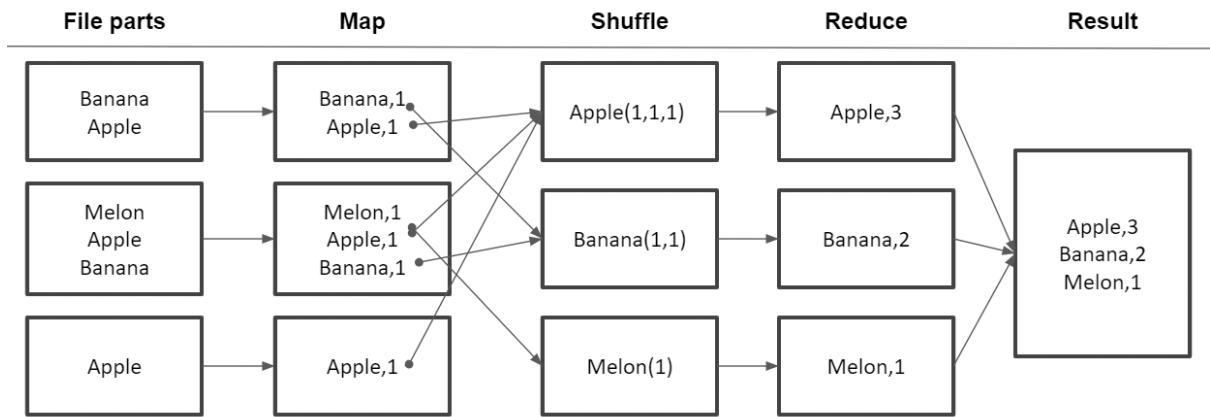 File parts
Map
Shuffle
Reduce
Result
Banana
Apple
Melon
Apple
Banana
Apple
Banana,1
Apple,1
Melon,1
Apple,1
Banana,1
Apple,1
Apple(1,1,1)
Banana(1,1)
Melon(1)
Apple,3
Banana,2
Melon,1
Apple,3
Banana,2
Melon,1